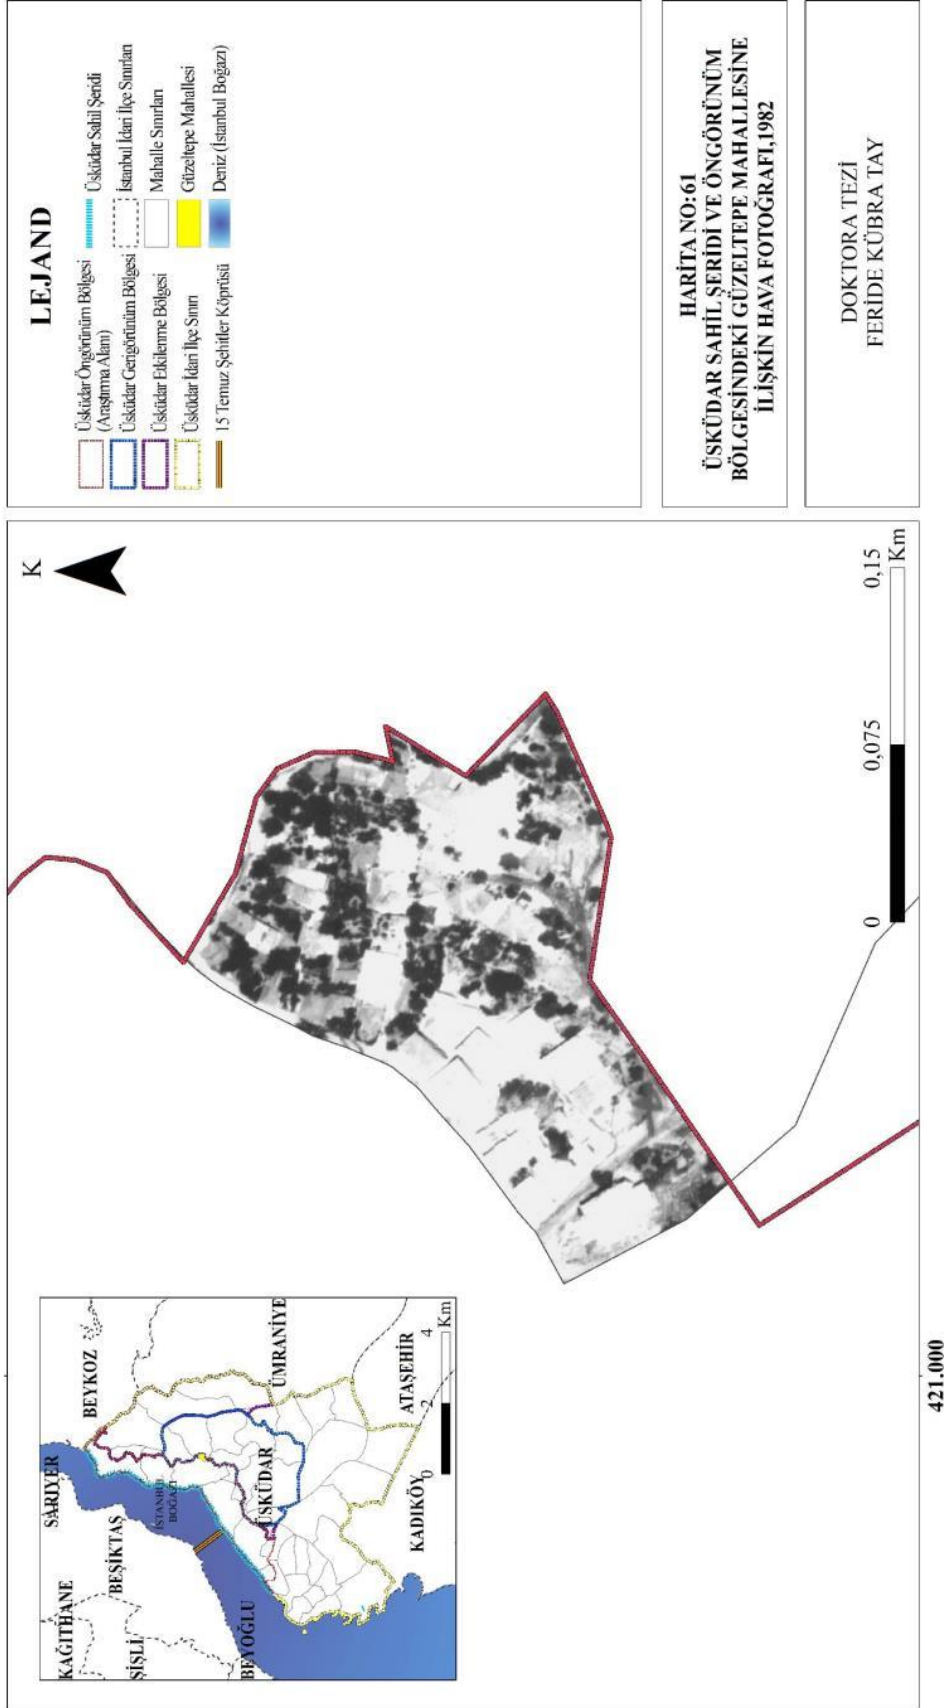 KAĞITHANE
SARIYER
BEŞİKTAŞ
BEYKOZ
ŞİŞLİ
İSTANBUL
BOĞAZI
BEYOĞLU
ÜSKÜDAR
ÜMRANİYE
KADIKÖY
ATAŞEHİR
0 2 4
Km
K
0 0,075 0,15
Km
421.000
LEJAND
Üsküdar Öngörünüm Bölgesi
(Araştırma Alanı)
Üsküdar Gerigörünüm Bölgesi
Üsküdar Etkilenme Bölgesi
Üsküdar İdari İlçe Sınırı
15 Temuz Şehitler Köprüsü
Üsküdar Sahil Şeridi
İstanbul İdari İlçe Sınırları
Mahalle Sınırları
Güzeltepe Mahallesi
Deniz (İstanbul Boğazı)
HARİTA NO:61
ÜSKÜDAR SAHİL ŞERİDİ VE ÖNGÖRÜNÜM
BÖLGESİNDEKİ GÜZELTEPE MAHALLESİNE
İLİŞKİN HAVA FOTOĞRAFI,1982
DOKTORA TEZİ
FERİDE KÜBRA TAY